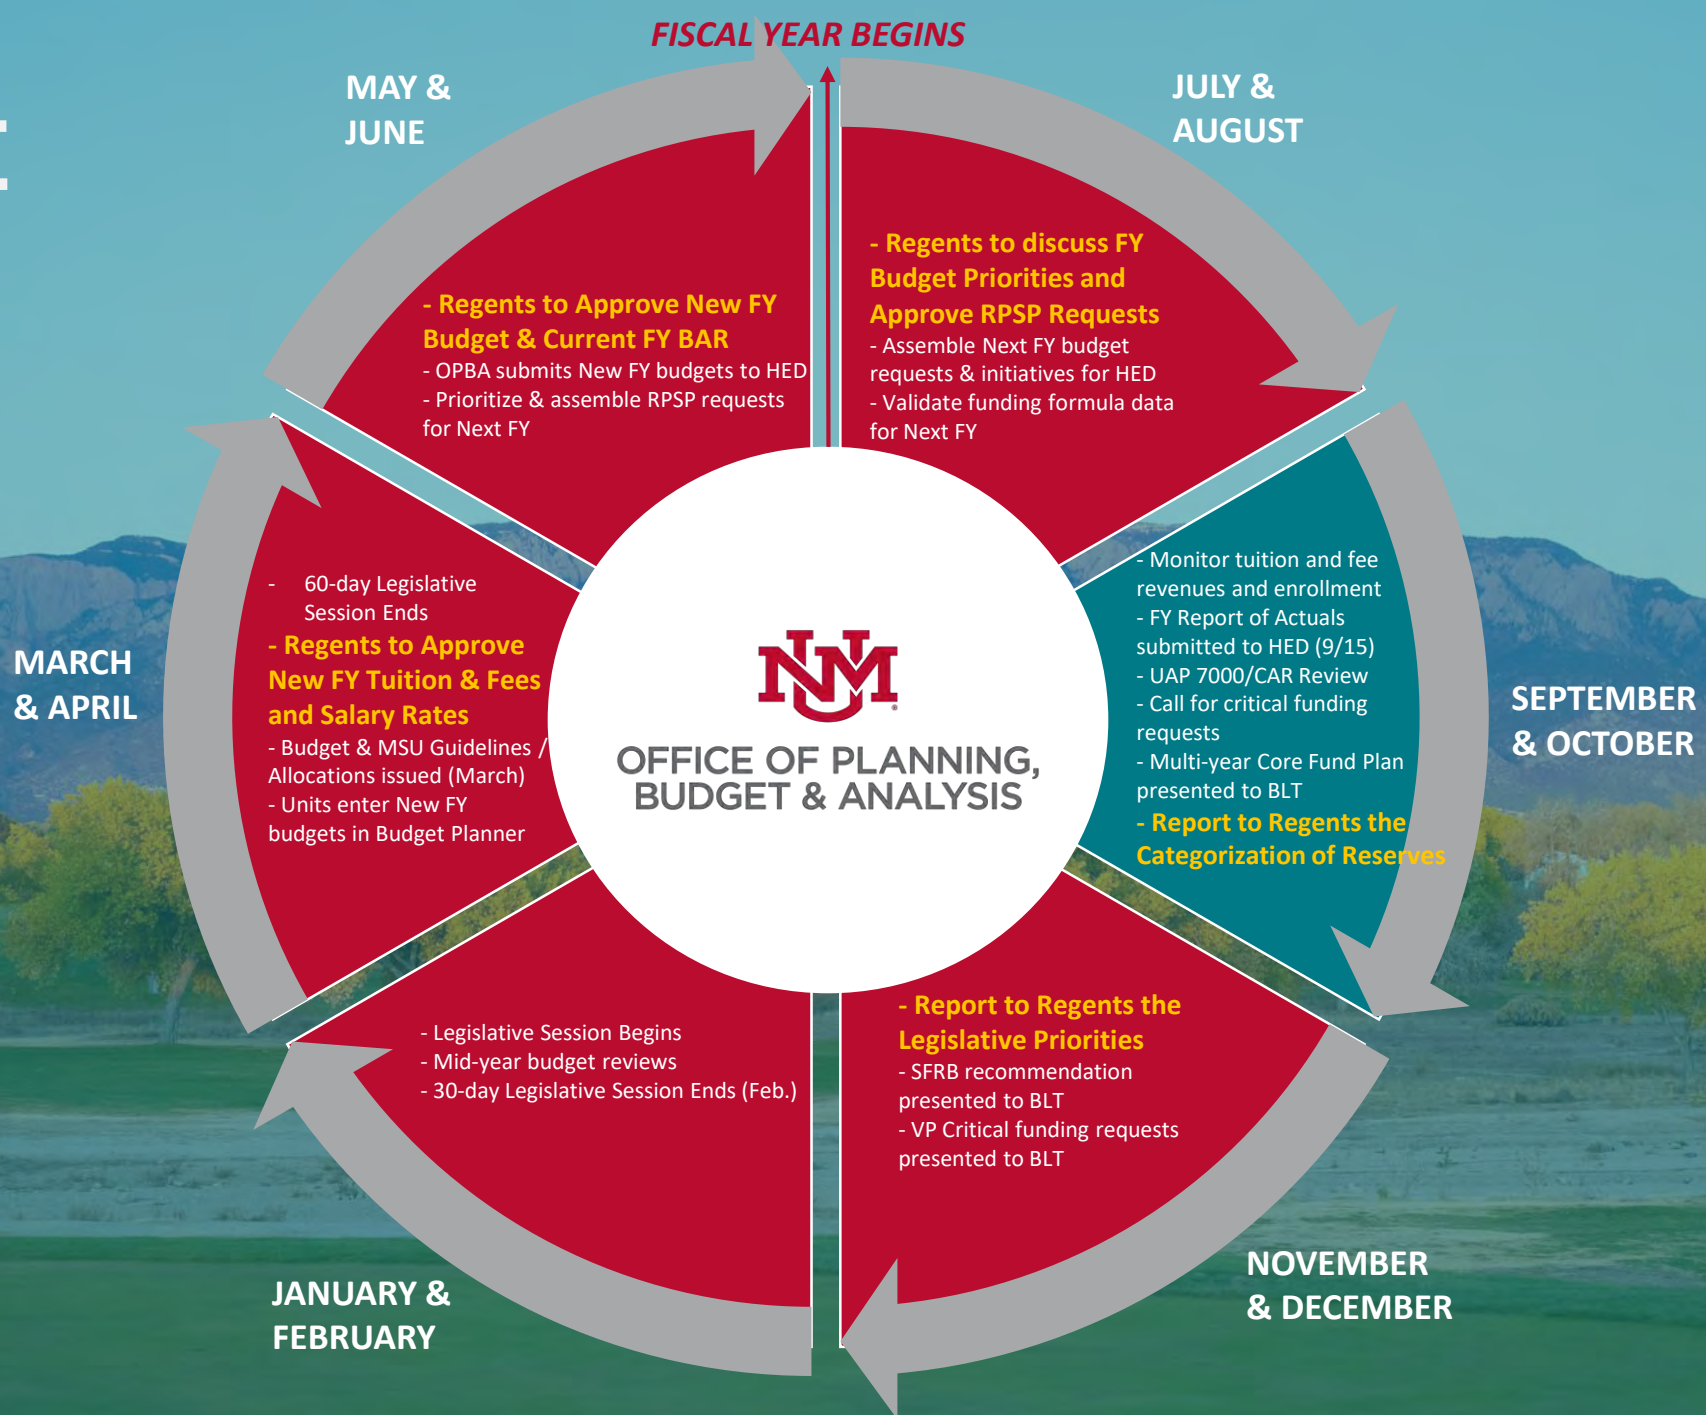 FISCAL YEAR BEGINS
JULY &
AUGUST
- Regents to discuss FY
Budget Priorities and
Approve RPSP Requests
- Assemble Next FY budget
requests & initiatives for HED
- Validate funding formula data
for Next FY
SEPTEMBER
& OCTOBER
- Monitor tuition and fee
revenues and enrollment
- FY Report of Actuals
submitted to HED (9/15)
- UAP 7000/CAR Review
- Call for critical funding
requests
- Multi-year Core Fund Plan
presented to BLT
- Report to Regents the
Categorization of Reserves
NOVEMBER
& DECEMBER
- Report to Regents the
Legislative Priorities
- SFRB recommendation
presented to BLT
- VP Critical funding requests
presented to BLT
JANUARY &
FEBRUARY
- Legislative Session Begins
- Mid-year budget reviews
- 30-day Legislative Session Ends (Feb.)
MARCH
& APRIL
- 60-day Legislative
Session Ends
- Regents to Approve
New FY Tuition & Fees
and Salary Rates
- Budget & MSU Guidelines /
Allocations issued (March)
- Units enter New FY
budgets in Budget Planner
MAY &
JUNE
- Regents to Approve New FY
Budget & Current FY BAR
- OPBA submits New FY budgets to HED
- Prioritize & assemble RPSP requests
for Next FY
UNM®
OFFICE OF PLANNING,
BUDGET & ANALYSIS